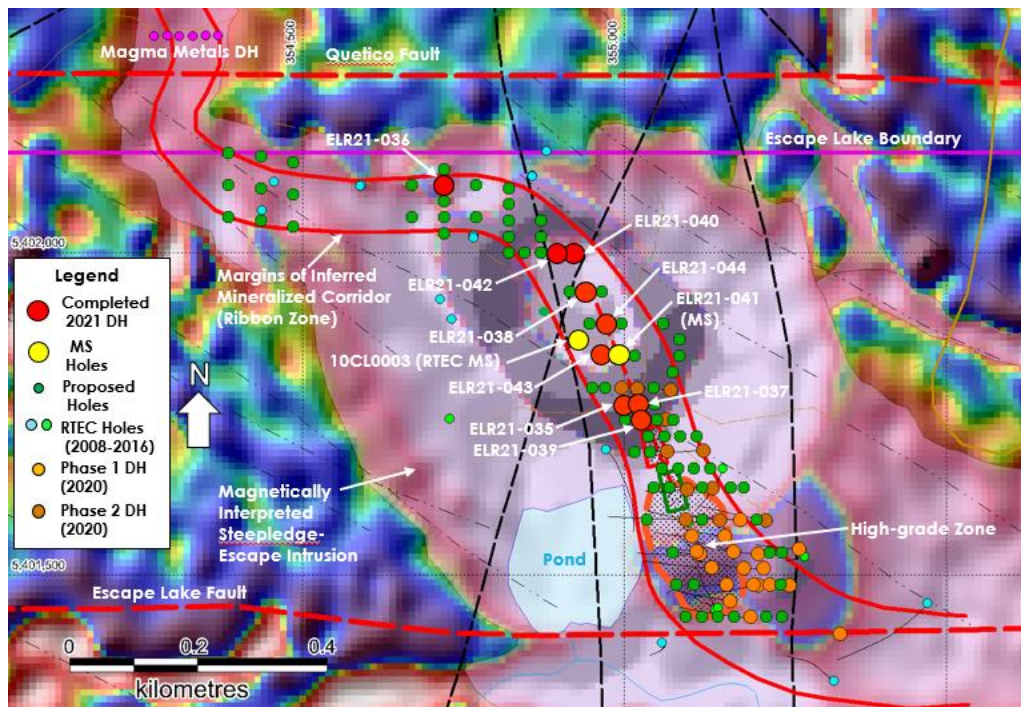 Magma Metals DH
354,500
Quetico Fault
355,000
ELR21-036
Escape Lake Boundary
ELR21-040
5,402,000
Legend
Completed
2021 DH
MS
Holes
Proposed
Holes
RTEC Holes
(2008-2016)
Phase 1 DH
(2020)
Phase 2 DH
(2020)
Margins of Inferred
Mineralized Corridor
(Ribbon Zone)
ELR21-042
ELR21-044
ELR21-041
(MS)
ELR21-038
10CL0003 (RTEC MS)
ELR21-043
N
ELR21-037
ELR21-035
ELR21-039
Magnetically
Interpreted
Steepledge-
Escape Intrusion
High-grade Zone
Pond
5,401,500
Escape Lake Fault
0 0.2 0.4
kilometres